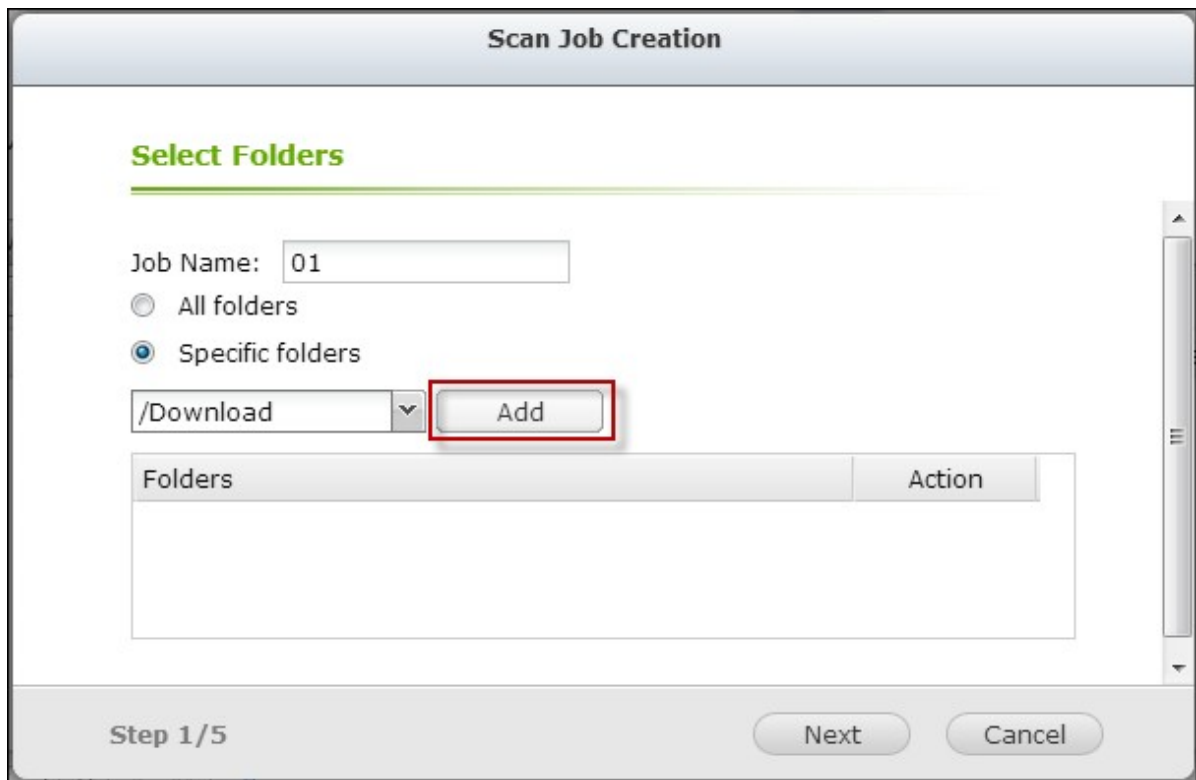 Scan Job Creation
Select Folders
Job Name: 01
All folders
Specific folders
/Download Add
Folders Action
Step 1/5 Next Cancel